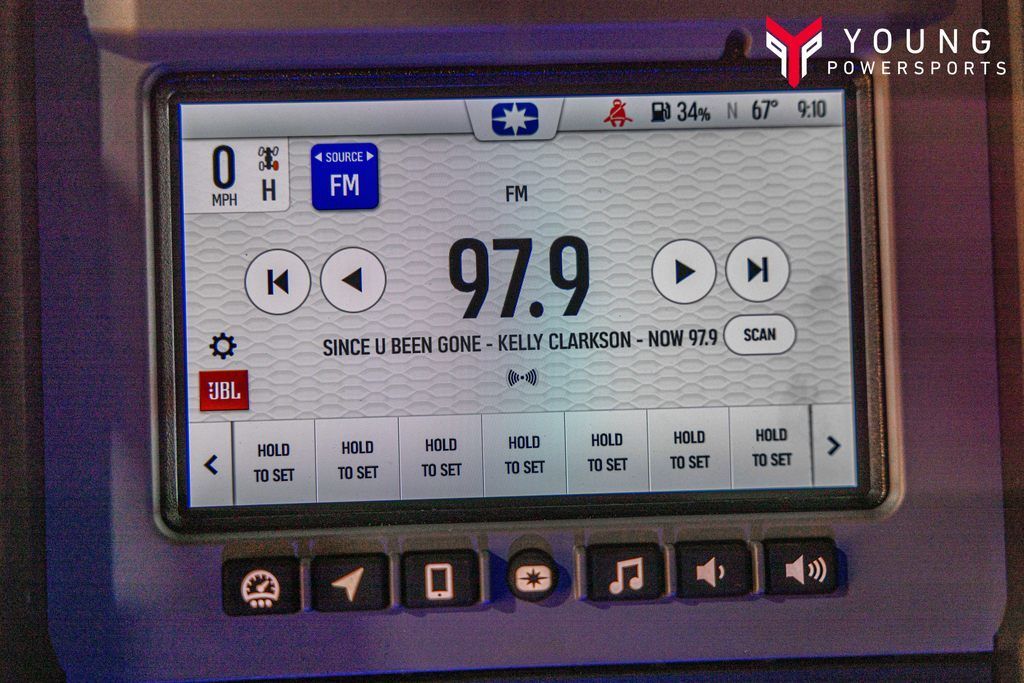 YOUNG
POWERSPORTS
34% N 67° 9:10
0
MPH
H
SOURCE
FM
FM
97.9
SINCE U BEEN GONE - KELLY CLARKSON - NOW 97.9
SCAN
JBL
HOLD TO SET
HOLD TO SET
HOLD TO SET
HOLD TO SET
HOLD TO SET
HOLD TO SET
HOLD TO SET